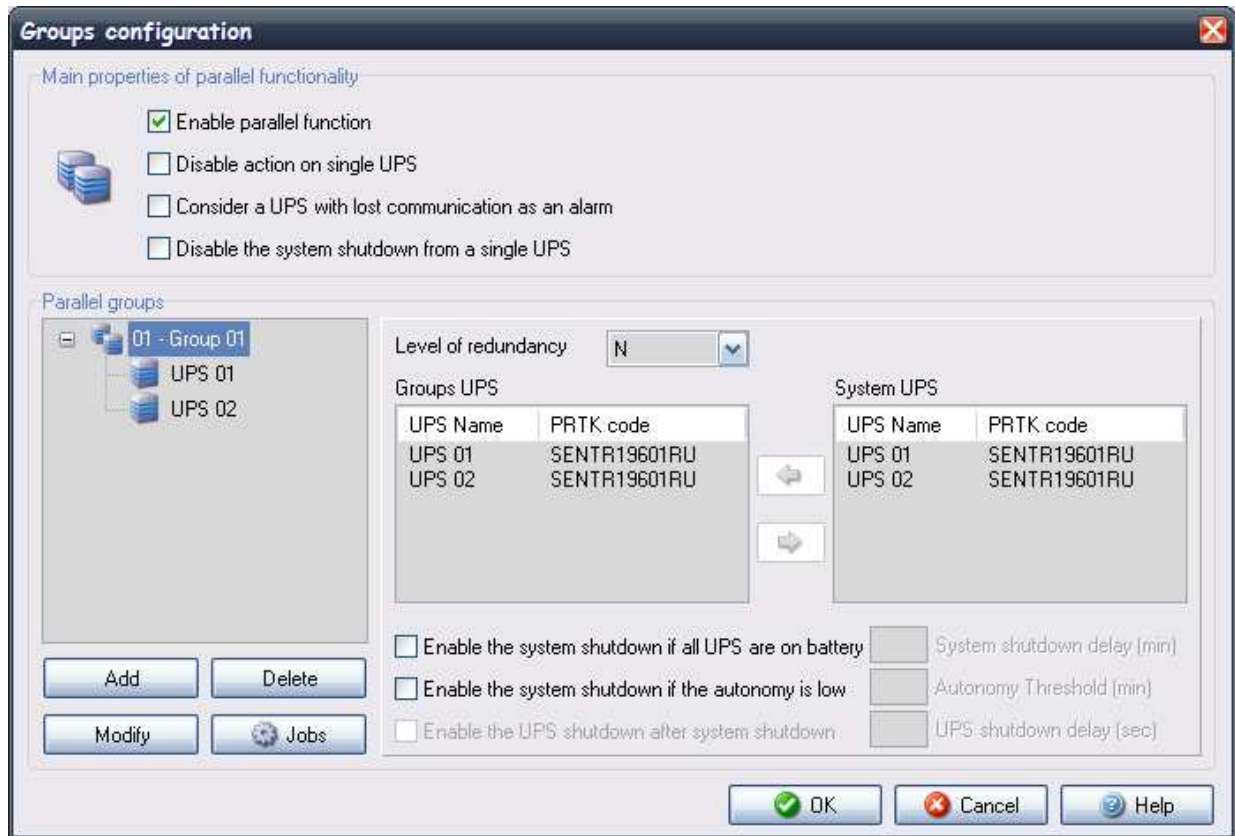 Groups configuration
Main properties of parallel functionality
Enable parallel function
Disable action on single UPS
Consider a UPS with lost communication as an alarm
Disable the system shutdown from a single UPS
Parallel groups
01 - Group 01
UPS 01
UPS 02
Add
Delete
Modify
Jobs
Level of redundancy
N
Groups UPS
UPS Name PRTK code
UPS 01 SENTR19601RU
UPS 02 SENTR19601RU
System UPS
UPS Name PRTK code
UPS 01 SENTR19601RU
UPS 02 SENTR19601RU
Enable the system shutdown if all UPS are on battery
System shutdown delay (min)
Enable the system shutdown if the autonomy is low
Autonomy Threshold (min)
Enable the UPS shutdown after system shutdown
UPS shutdown delay (sec)
OK
Cancel
Help